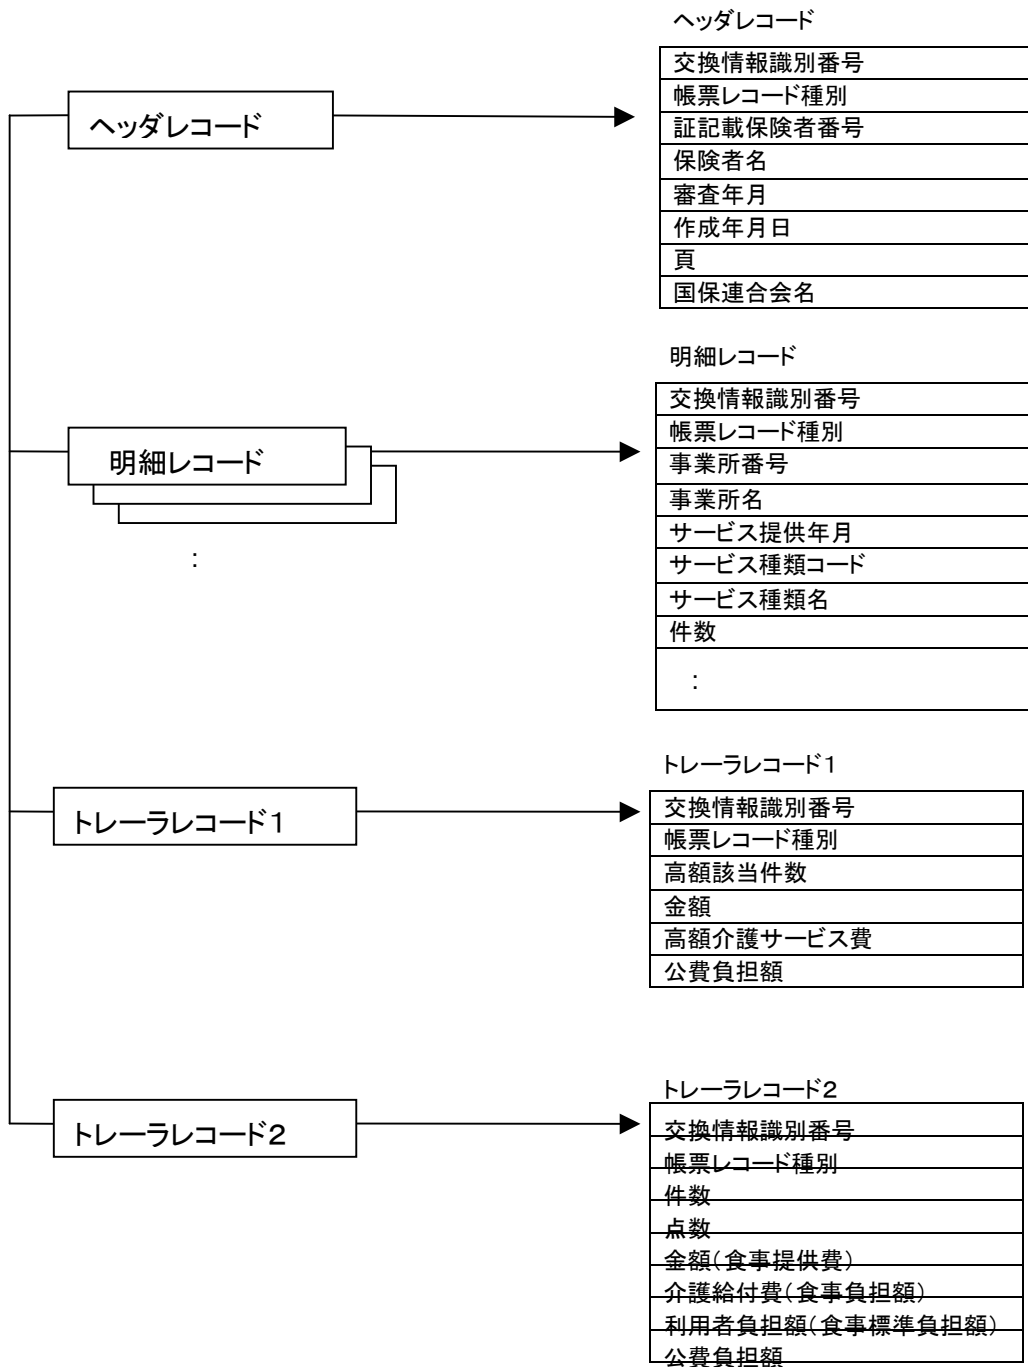 ヘッダレコード
ヘッダレコード
交換情報識別番号
帳票レコード種別
証記載保険者番号
保険者名
審査年月
作成年月日
頁
国保連合会名
明細レコード
明細レコード
:
交換情報識別番号
帳票レコード種別
事業所番号
事業所名
サービス提供年月
サービス種類コード
サービス種類名
件数
:
トレーラレコード1
トレーラレコード1
交換情報識別番号
帳票レコード種別
高額該当件数
金額
高額介護サービス費
公費負担額
トレーラレコード2
トレーラレコード2
交換情報識別番号
帳票レコード種別
件数
点数
金額(食事提供費)
介護給付費(食事負担額)
利用者負担額(食事標準負担額)
公費負担額